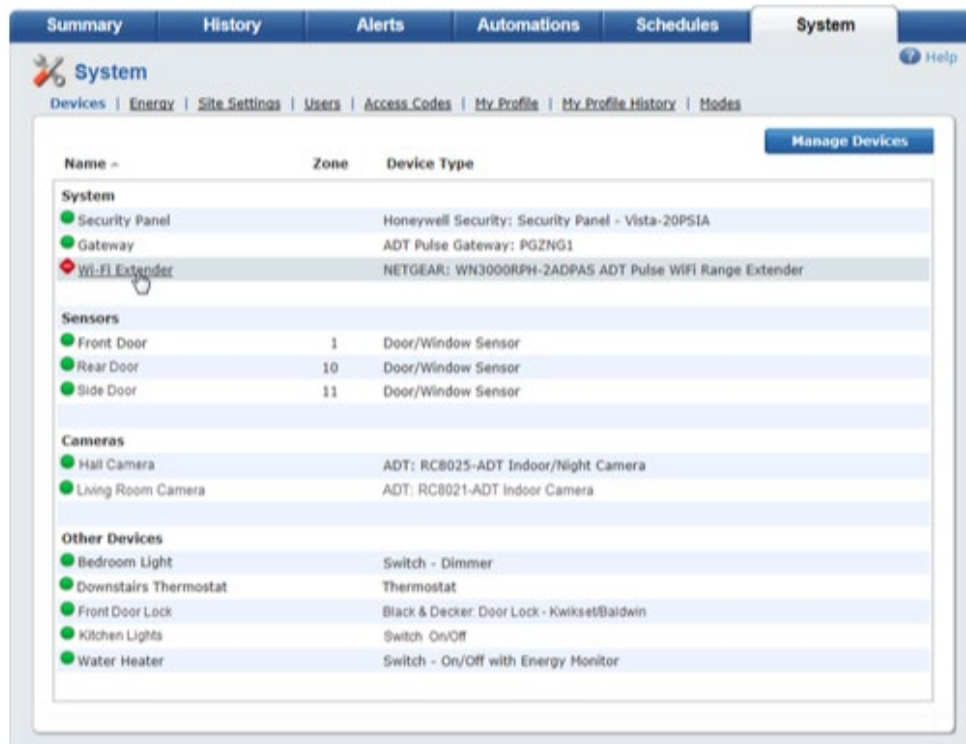 Summary History Alerts Automations Schedules System
Help
System
Devices | Energy | Site Settings | Users | Access Codes | My Profile | My Profile History | Modes
Manage Devices
Name Zone Device Type
System
Security Panel Honeywell Security: Security Panel - Vista-20PSIA
Gateway ADT Pulse Gateway: PGZNG1
Wi-Fi Extender NETGEAR: WN3000RPH-2ADPAS ADT Pulse WiFi Range Extender
Sensors
Front Door 1 Door/Window Sensor
Rear Door 10 Door/Window Sensor
Side Door 11 Door/Window Sensor
Cameras
Hall Camera ADT: RC8025-ADT Indoor/Night Camera
Living Room Camera ADT: RC8021-ADT Indoor Camera
Other Devices
Bedroom Light Switch - Dimmer
Downstairs Thermostat Thermostat
Front Door Lock Black & Decker: Door Lock - Kwikset/Baldwin
Kitchen Lights Switch On/Off
Water Heater Switch - On/Off with Energy Monitor